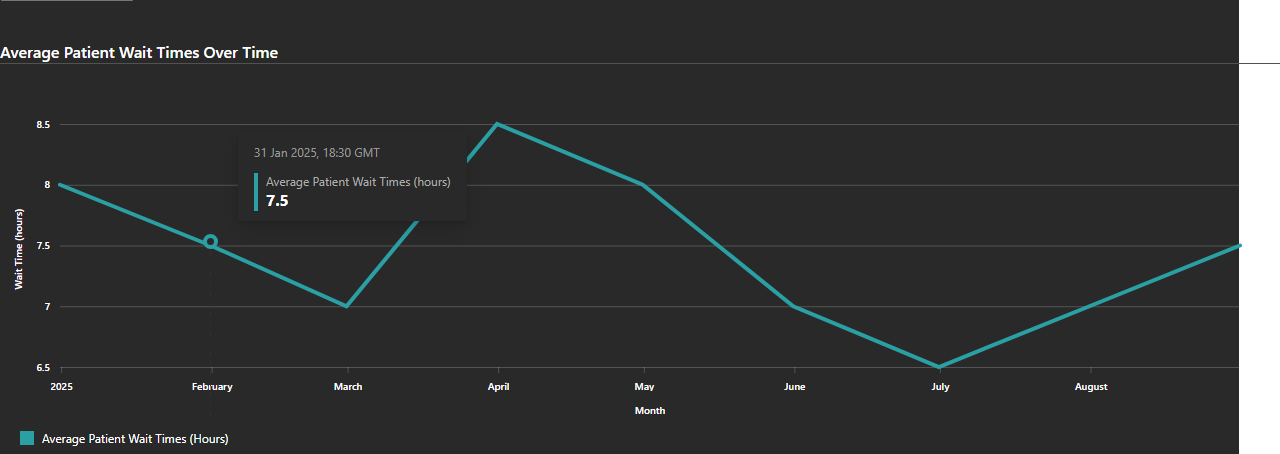 Average Patient Wait Times Over Time
8.5
31 Jan 2025, 18:30 GMT
Average Patient Wait Times (hours)
7.5
8
Wait Time (hours)
7.5
7
6.5
2025 February March April May June July August
Month
Average Patient Wait Times (Hours)